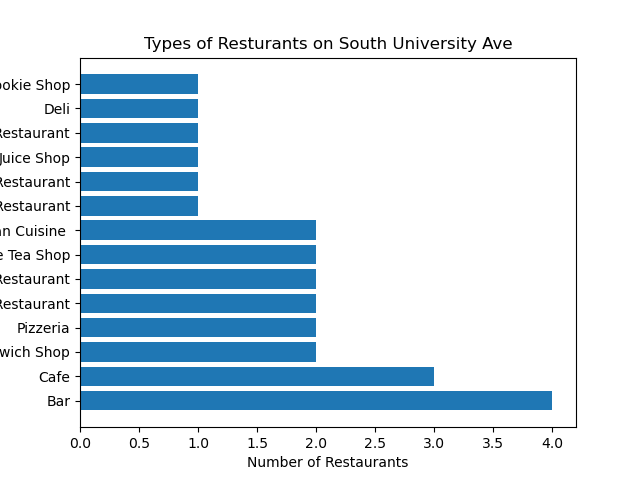 Types of Resturants on South University Ave
ookie Shop
Deli
Restaurant
Juice Shop
Restaurant
Restaurant
an Cuisine
e Tea Shop
Restaurant
Restaurant
Pizzeria
wich Shop
Cafe
Bar
0.0 0.5 1.0 1.5 2.0 2.5 3.0 3.5 4.0
Number of Restaurants